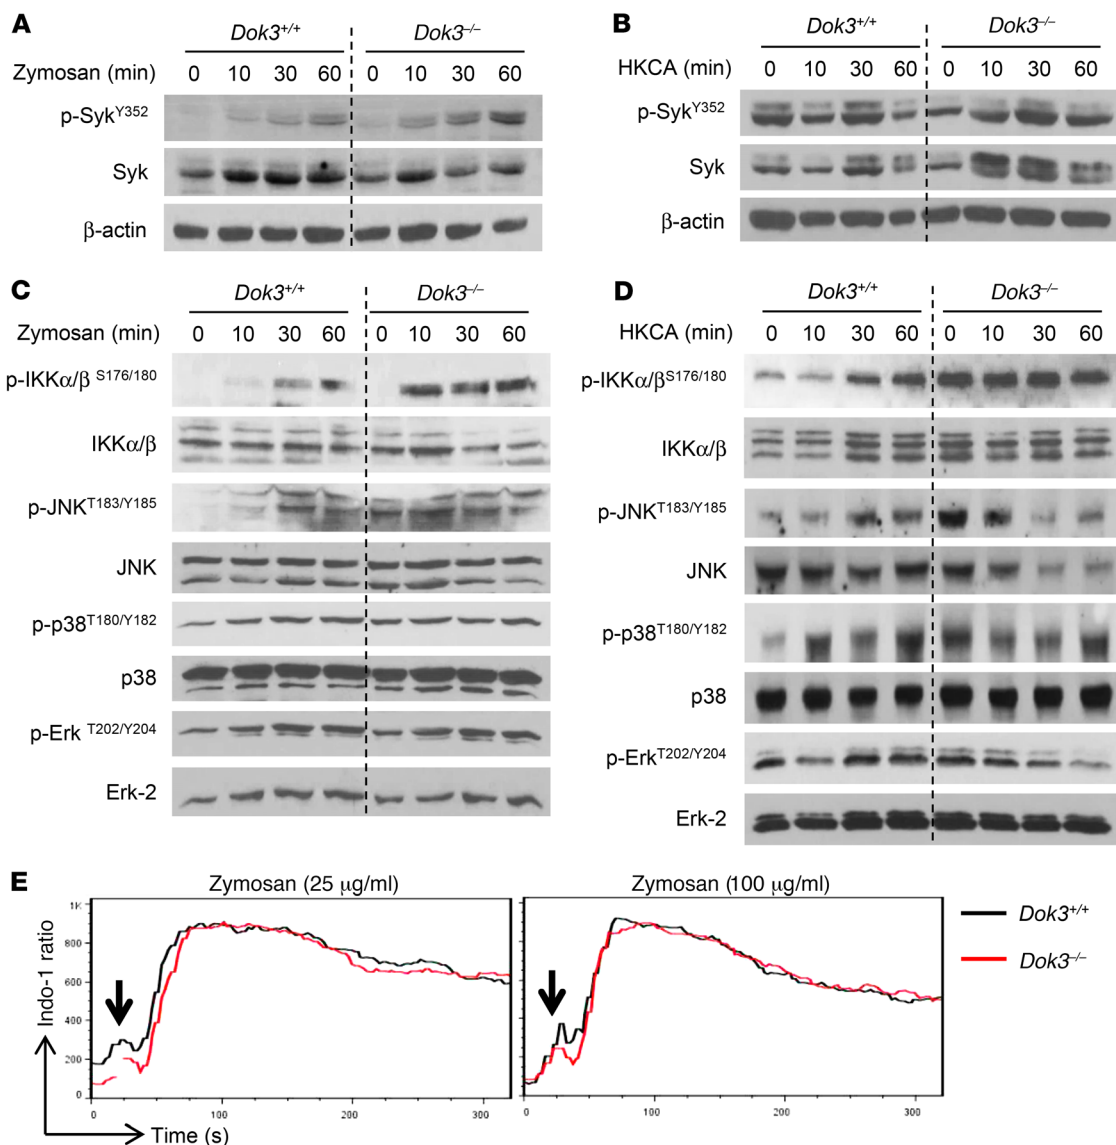 A
Dok3+/+ Dok3–/–
Zymosan (min) 0 10 30 60 0 10 30 60
p-SykY352
Syk
β-actin
B
Dok3+/+ Dok3–/–
HKCA (min) 0 10 30 60 0 10 30 60
p-SykY352
Syk
β-actin
C
Dok3+/+ Dok3–/–
Zymosan (min) 0 10 30 60 0 10 30 60
p-IKKα/β S176/180
IKKα/β
p-JNKT183/Y185
JNK
p-p38T180/Y182
p38
p-Erk T202/Y204
Erk-2
D
Dok3+/+ Dok3–/–
HKCA (min) 0 10 30 60 0 10 30 60
p-IKKα/βS176/180
IKKα/β
p-JNKT183/Y185
JNK
p-p38T180/Y182
p38
p-ErkT202/Y204
Erk-2
E
Zymosan (25 μg/ml)
Indo-1 ratio
1K
800
600
400
200
0
0 100 200 300
Time (s)
Zymosan (100 μg/ml)
0 100 200 300
Dok3+/+
Dok3–/–